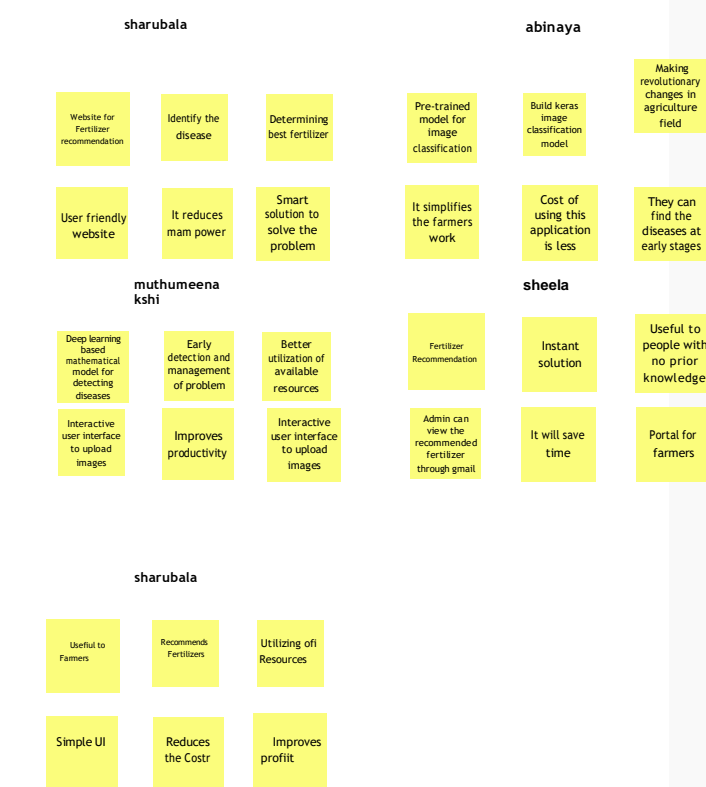 sharubala
Website for
Fertilizer
recommendation
Identify the
disease
Determining
best fertilizer
User friendly
website
It reduces
mam power
Smart
solution to
solve the
problem
abinaya
Pre-trained
model for
image
classification
Build keras
image
classification
model
Making
revolutionary
changes in
agriculture
field
It simplifies
the farmers
work
Cost of
using this
application
is less
They can
find the
diseases at
early stages
muthumeena
kshi
Deep learning
based
mathematical
model for
detecting
diseases
Early
detection and
management
of problem
Better
utilization of
available
resources
Interactive
user interface
to upload
images
Improves
productivity
Interactive
user interface
to upload
images
sheela
Fertilizer
Recommendation
Instant
solution
Useful to
people with
no prior
knowledge
Admin can
view the
recommended
fertilizer
through gmail
It will save
time
Portal for
farmers
sharubala
Usefiul to
Farmers
Recommends
Fertilizers
Utilizing ofi
Resources
Simple UI
Reduces
the Costr
Improves
profiit